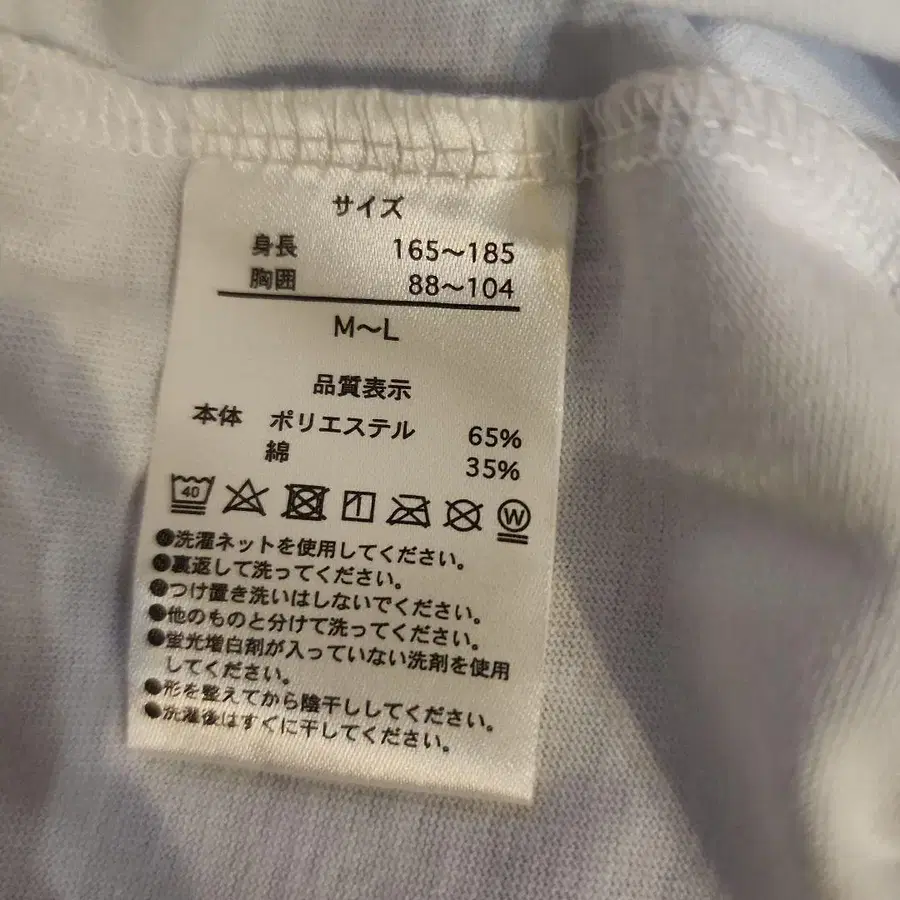 サイズ
身長 165～185
胸囲 88～104
M～L
品質表示
本体 ポリエステル 65%
綿 35%
40 W
●洗濯ネットを使用してください。
●裏返して洗ってください。
●つけ置き洗いはしないでください。
●他のものと分けて洗ってください。
●蛍光増白剤が入っていない洗剤を使用
してください。
●形を整えてから陰干ししてください。
●洗濯後はすぐに干してください。